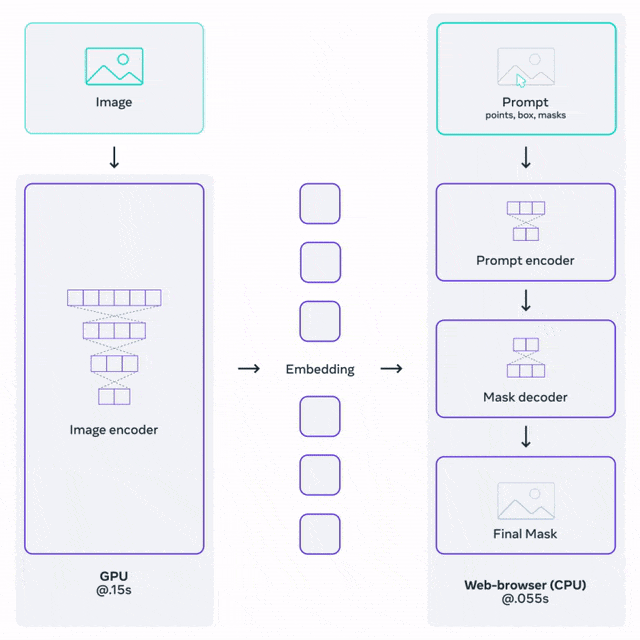 Image
Image encoder
GPU
@.15s
Embedding
Prompt
points, box, masks
Prompt encoder
Mask decoder
Final Mask
Web-browser (CPU)
@.055s